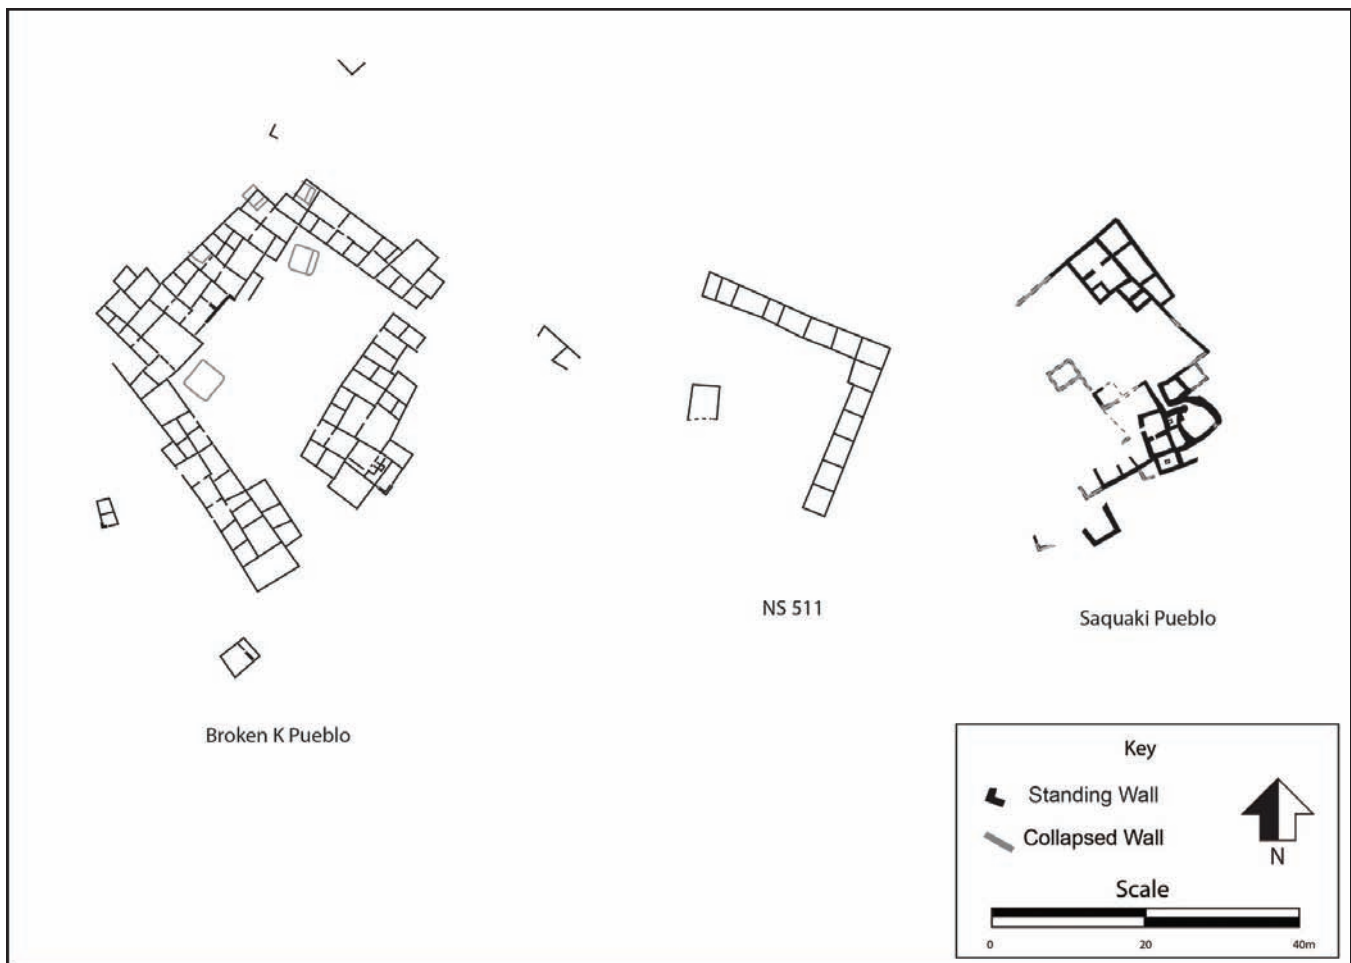 NS 511
Saquaki Pueblo
Broken K Pueblo
Key
Standing Wall
Collapsed Wall
N
Scale
0 20 40m